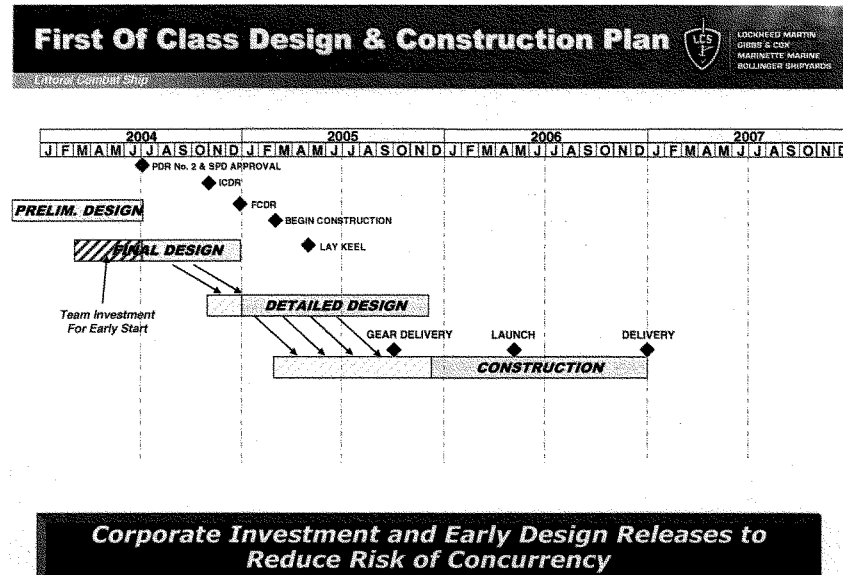 First Of Class Design & Construction Plan
LCS
LOCKHEED MARTIN
GIBBS & COX
MARINETTE MARINE
BOLLINGER SHIPYARDS
Littoral Combat Ship
2004 2005 2006 2007
J F M A M J J A S O N D J F M A M J J A S O N D J F M A M J J A S O N D J F M A M J J A S O N D
PDR No. 2 & SPD APPROVAL
ICDR
FCDR
PRELIM. DESIGN
BEGIN CONSTRUCTION
LAY KEEL
FINAL DESIGN
Team Investment
For Early Start
DETAILED DESIGN
GEAR DELIVERY LAUNCH DELIVERY
CONSTRUCTION
Corporate Investment and Early Design Releases to
Reduce Risk of Concurrency